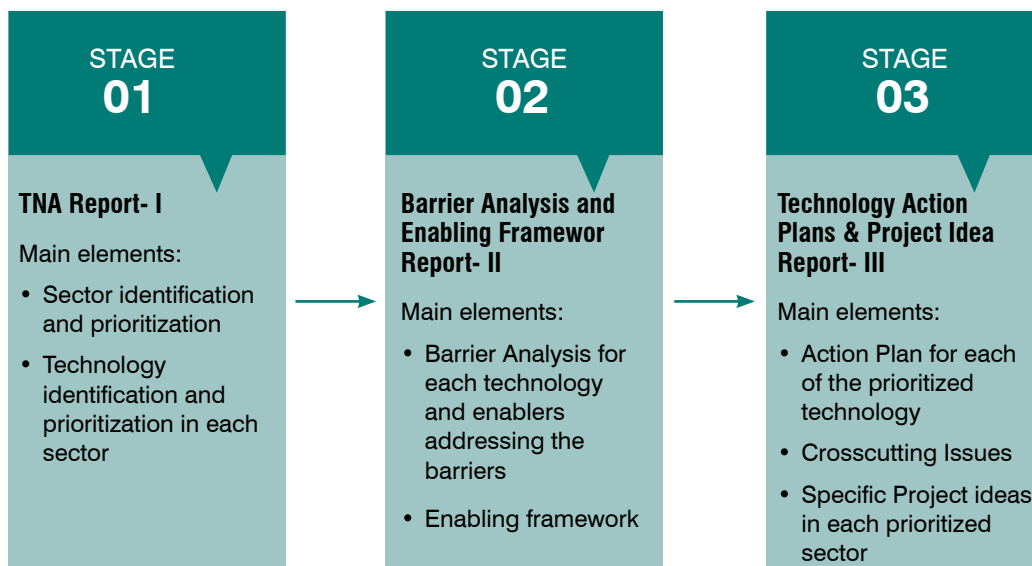 STAGE
01
TNA Report- I
Main elements:
• Sector identification
and prioritization
• Technology
identification and
prioritization in each
sector
STAGE
02
Barrier Analysis and
Enabling Framewor
Report- II
Main elements:
• Barrier Analysis for
each technology
and enablers
addressing the
barriers
• Enabling framework
STAGE
03
Technology Action
Plans & Project Idea
Report- III
Main elements:
• Action Plan for each
of the prioritized
technology
• Crosscutting Issues
• Specific Project ideas
in each prioritized
sector